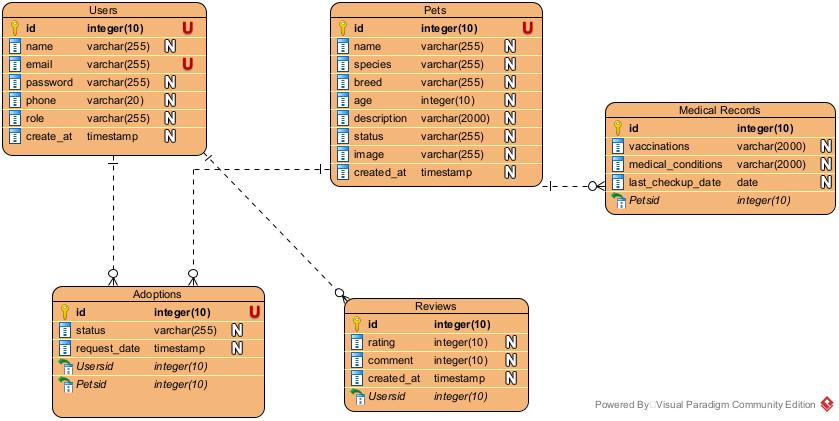 Users
id integer(10) U
name varchar(255) N
email varchar(255) U
password varchar(255) N
phone varchar(20) N
role varchar(255) N
create_at timestamp N
Pets
id integer(10) U
name varchar(255) N
species varchar(255) N
breed varchar(255) N
age integer(10) N
description varchar(2000) N
status varchar(255) N
image varchar(255) N
created_at timestamp N
Medical Records
id integer(10)
vaccinations varchar(2000) N
medical_conditions varchar(2000) N
last_checkup_date date N
Petsid integer(10)
Adoptions
id integer(10) U
status varchar(255) N
request_date timestamp N
Usersid integer(10)
Petsid integer(10)
Reviews
id integer(10)
rating integer(10) N
comment integer(10) N
created_at timestamp N
Usersid integer(10)
Powered By Visual Paradigm Community Edition